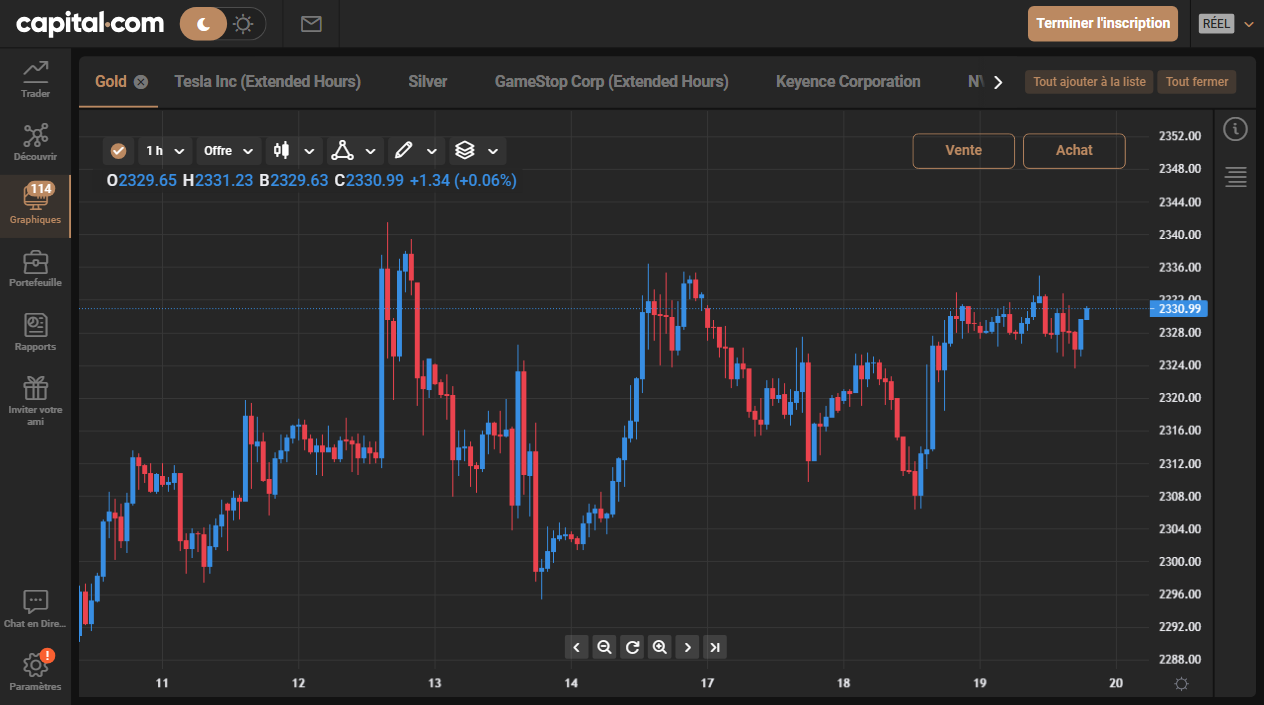 capital.com
Terminer l'inscription
RÉEL
Trader
Découvrir
114
Graphiques
Portefeuille
Rapports
Inviter votre
ami
Chat en Dire...
!
Paramètres
Gold
Tesla Inc (Extended Hours)
Silver
GameStop Corp (Extended Hours)
Keyence Corporation
Tout ajouter à la liste
Tout fermer
1 h
Offre
Vente
Achat
O2329.65 H2331.23 B2329.63 C2330.99 +1.34 (+0.06%)
2352.00
2348.00
2344.00
2340.00
2336.00
2330.99
2328.00
2324.00
2320.00
2316.00
2312.00
2308.00
2304.00
2300.00
2296.00
2292.00
2288.00
11 12 13 14 17 18 19 20